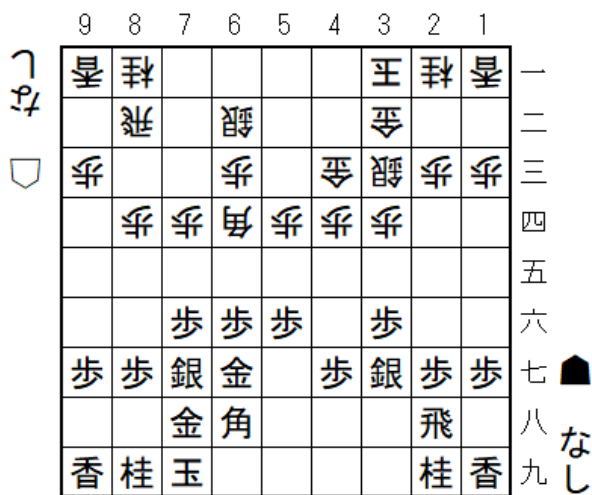 9 8 7 6 5 4 3 2 1
なし
香 桂 王 桂 香 一
飛 銀 金 二
歩 歩 金 銀 歩 歩 三
歩 歩 角 歩 歩 歩 四
五
歩 歩 歩 歩 六
歩 歩 銀 金 歩 銀 歩 歩 七
金 角 飛 八
香 桂 玉 桂 香 九
なし